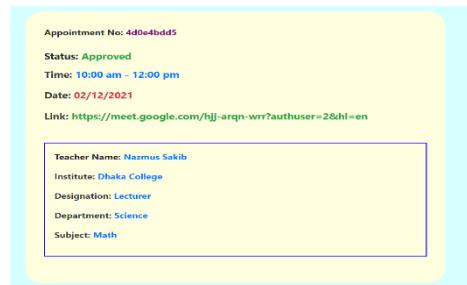 Appointment No: 4d0e4bdd5
Status: Approved
Time: 10:00 am - 12:00 pm
Date: 02/12/2021
Link: https://meet.google.com/hjj-arqn-wrr?authuser=2&hl=en
Teacher Name: Nazmus Sakib
Institute: Dhaka College
Designation: Lecturer
Department: Science
Subject: Math